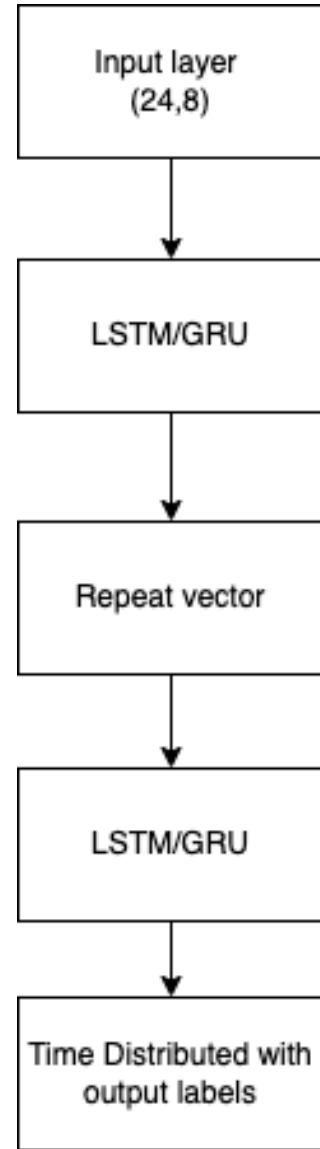 Input layer
(24,8)
LSTM/GRU
Repeat vector
LSTM/GRU
Time Distributed with
output labels